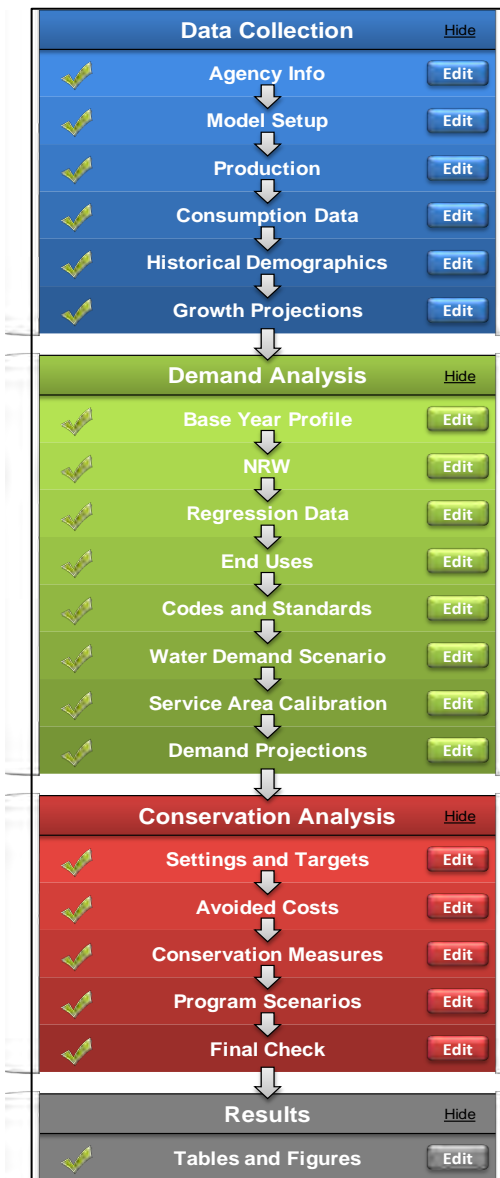 Data Collection Hide
Agency Info Edit
Model Setup Edit
Production Edit
Consumption Data Edit
Historical Demographics Edit
Growth Projections Edit
Demand Analysis Hide
Base Year Profile Edit
NRW Edit
Regression Data Edit
End Uses Edit
Codes and Standards Edit
Water Demand Scenario Edit
Service Area Calibration Edit
Demand Projections Edit
Conservation Analysis Hide
Settings and Targets Edit
Avoided Costs Edit
Conservation Measures Edit
Program Scenarios Edit
Final Check Edit
Results Hide
Tables and Figures Edit